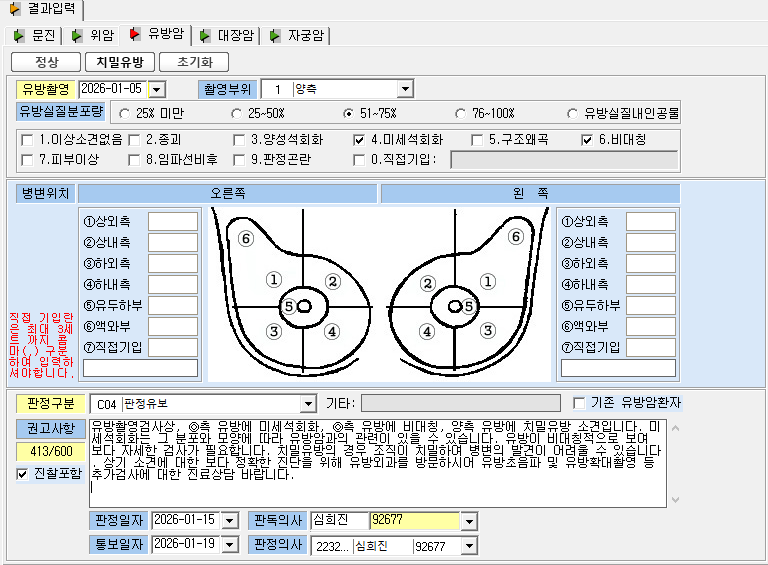 결과입력
문진 위암 유방암 대장암 자궁암
정상 치밀유방 초기화
유방촬영 2026-01-05 촬영부위 1 양측
유방실질분포량 25% 미만 25~50% 51~75% 76~100% 유방실질내인공물
1.이상소견없음 2.종괴 3.양성석회화 4.미세석회화 5.구조왜곡 6.비대칭
7.피부이상 8.임파선비후 9.판정곤란 0.직접기입:
병변위치 오른쪽 왼 쪽
①상외측 ①상외측
②상내측 ②상내측
③하외측 ③하외측
④하내측 ④하내측
⑤유두하부 ⑤유두하부
⑥액와부 ⑥액와부
⑦직접기입 ⑦직접기입
⑥ ① ② ⑤ ③ ④
⑥ ② ① ⑤ ④ ③
직접 기입란
은 최대 3세
트 까지 콤
마(,) 구분
하여 입력하
셔야합니다.
판정구분 C04 판정유보 기타: 기존 유방암환자
권고사항
413/600
진찰포함
유방촬영검사상, ◎측 유방에 미세석회화, ◎측 유방에 비대칭, 양측 유방에 치밀유방 소견입니다. 미
세석회화는 그 분포와 모양에 따라 유방암과의 관련이 있을 수 있습니다. 유방이 비대칭적으로 보여
보다 자세한 검사가 필요합니다. 치밀유방의 경우 조직이 치밀하여 병변의 발견이 어려울 수 있습니다
. 상기 소견에 대한 보다 정확한 진단을 위해 유방외과를 방문하시어 유방초음파 및 유방확대촬영 등
추가검사에 대한 진료상담 바랍니다.
판정일자 2026-01-15 판독의사 심희진 92677
통보일자 2026-01-19 판정의사 2232... 심희진 92677